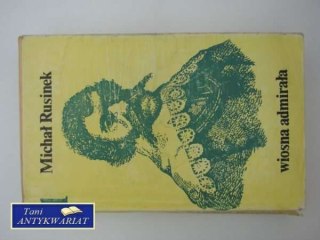 Michał Rusinek
wiosna admirała
Tani
ANTYKWARIAT